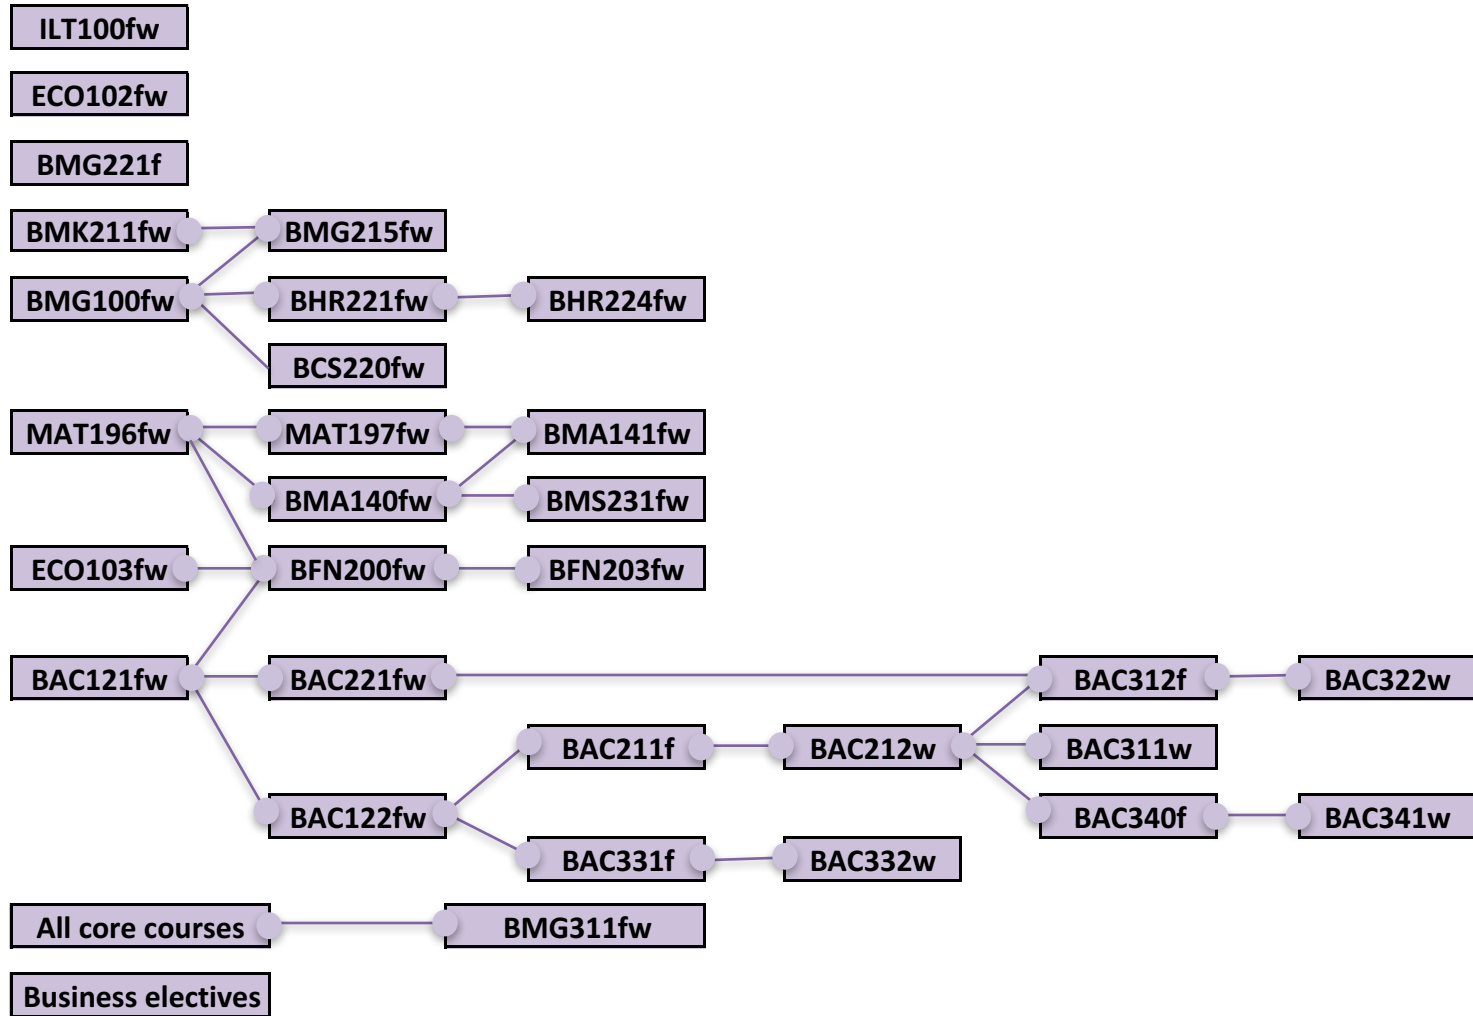 ILT100fw
ECO102fw
BMG221f
BMK211fw BMG215fw
BMG100fw BHR221fw BHR224fw
BCS220fw
MAT196fw MAT197fw BMA141fw
BMA140fw BMS231fw
ECO103fw BFN200fw BFN203fw
BAC121fw BAC221fw BAC312f BAC322w
BAC211f BAC212w BAC311w
BAC122fw BAC340f BAC341w
BAC331f BAC332w
All core courses BMG311fw
Business electives